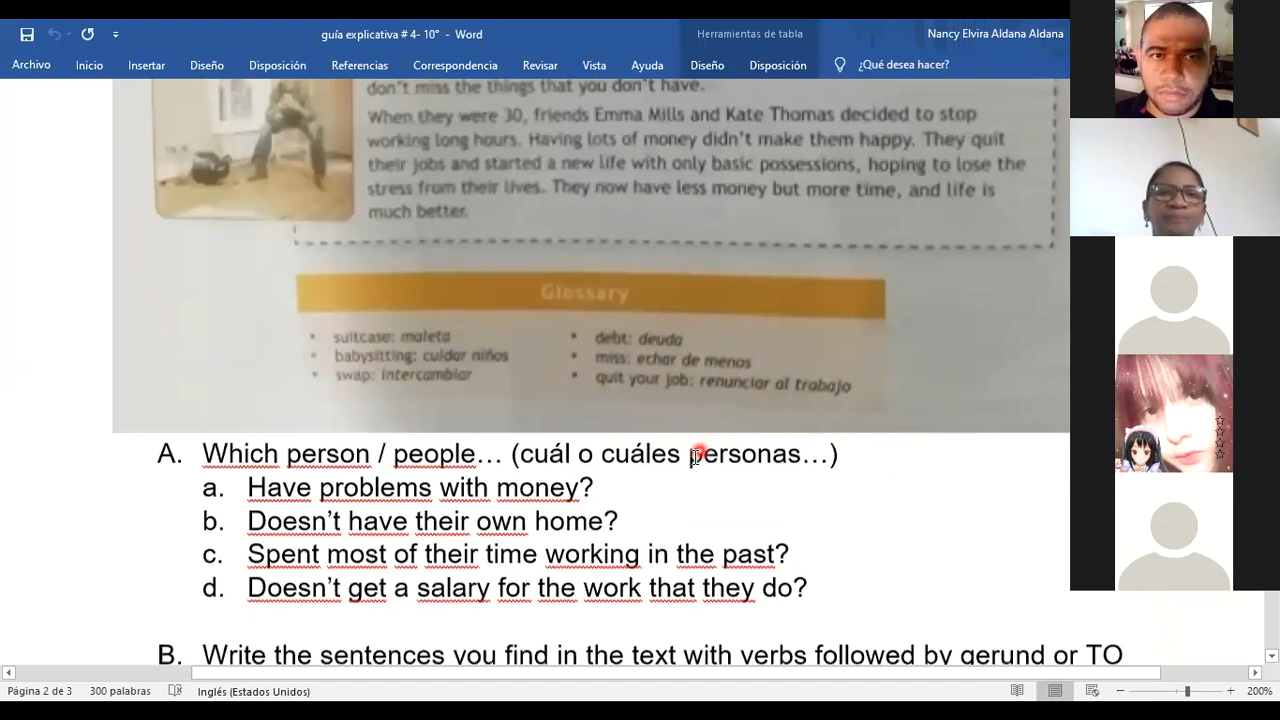 guía explicativa # 4- 10° - Word
Herramientas de tabla
Nancy Elvira Aldana Aldana
Archivo Inicio Insertar Diseño Disposición Referencias Correspondencia Revisar Vista Ayuda Diseño Disposición ¿Qué desea hacer?
don't miss the things that you don't have.
When they were 30, friends Emma Mills and Kate Thomas decided to stop
working long hours. Having lots of money didn't make them happy. They quit
their jobs and started a new life with only basic possessions, hoping to lose the
stress from their lives. They now have less money but more time, and life is
much better.
Glossary
• suitcase: maleta
• babysitting: cuidar niños
• swap: intercambiar
• debt: deuda
• miss: echar de menos
• quit your job: renunciar al trabajo
A. Which person / people… (cuál o cuáles personas…)
a. Have problems with money?
b. Doesn't have their own home?
c. Spent most of their time working in the past?
d. Doesn't get a salary for the work that they do?
B. Write the sentences you find in the text with verbs followed by gerund or TO
Página 2 de 3 300 palabras Inglés (Estados Unidos) 200%